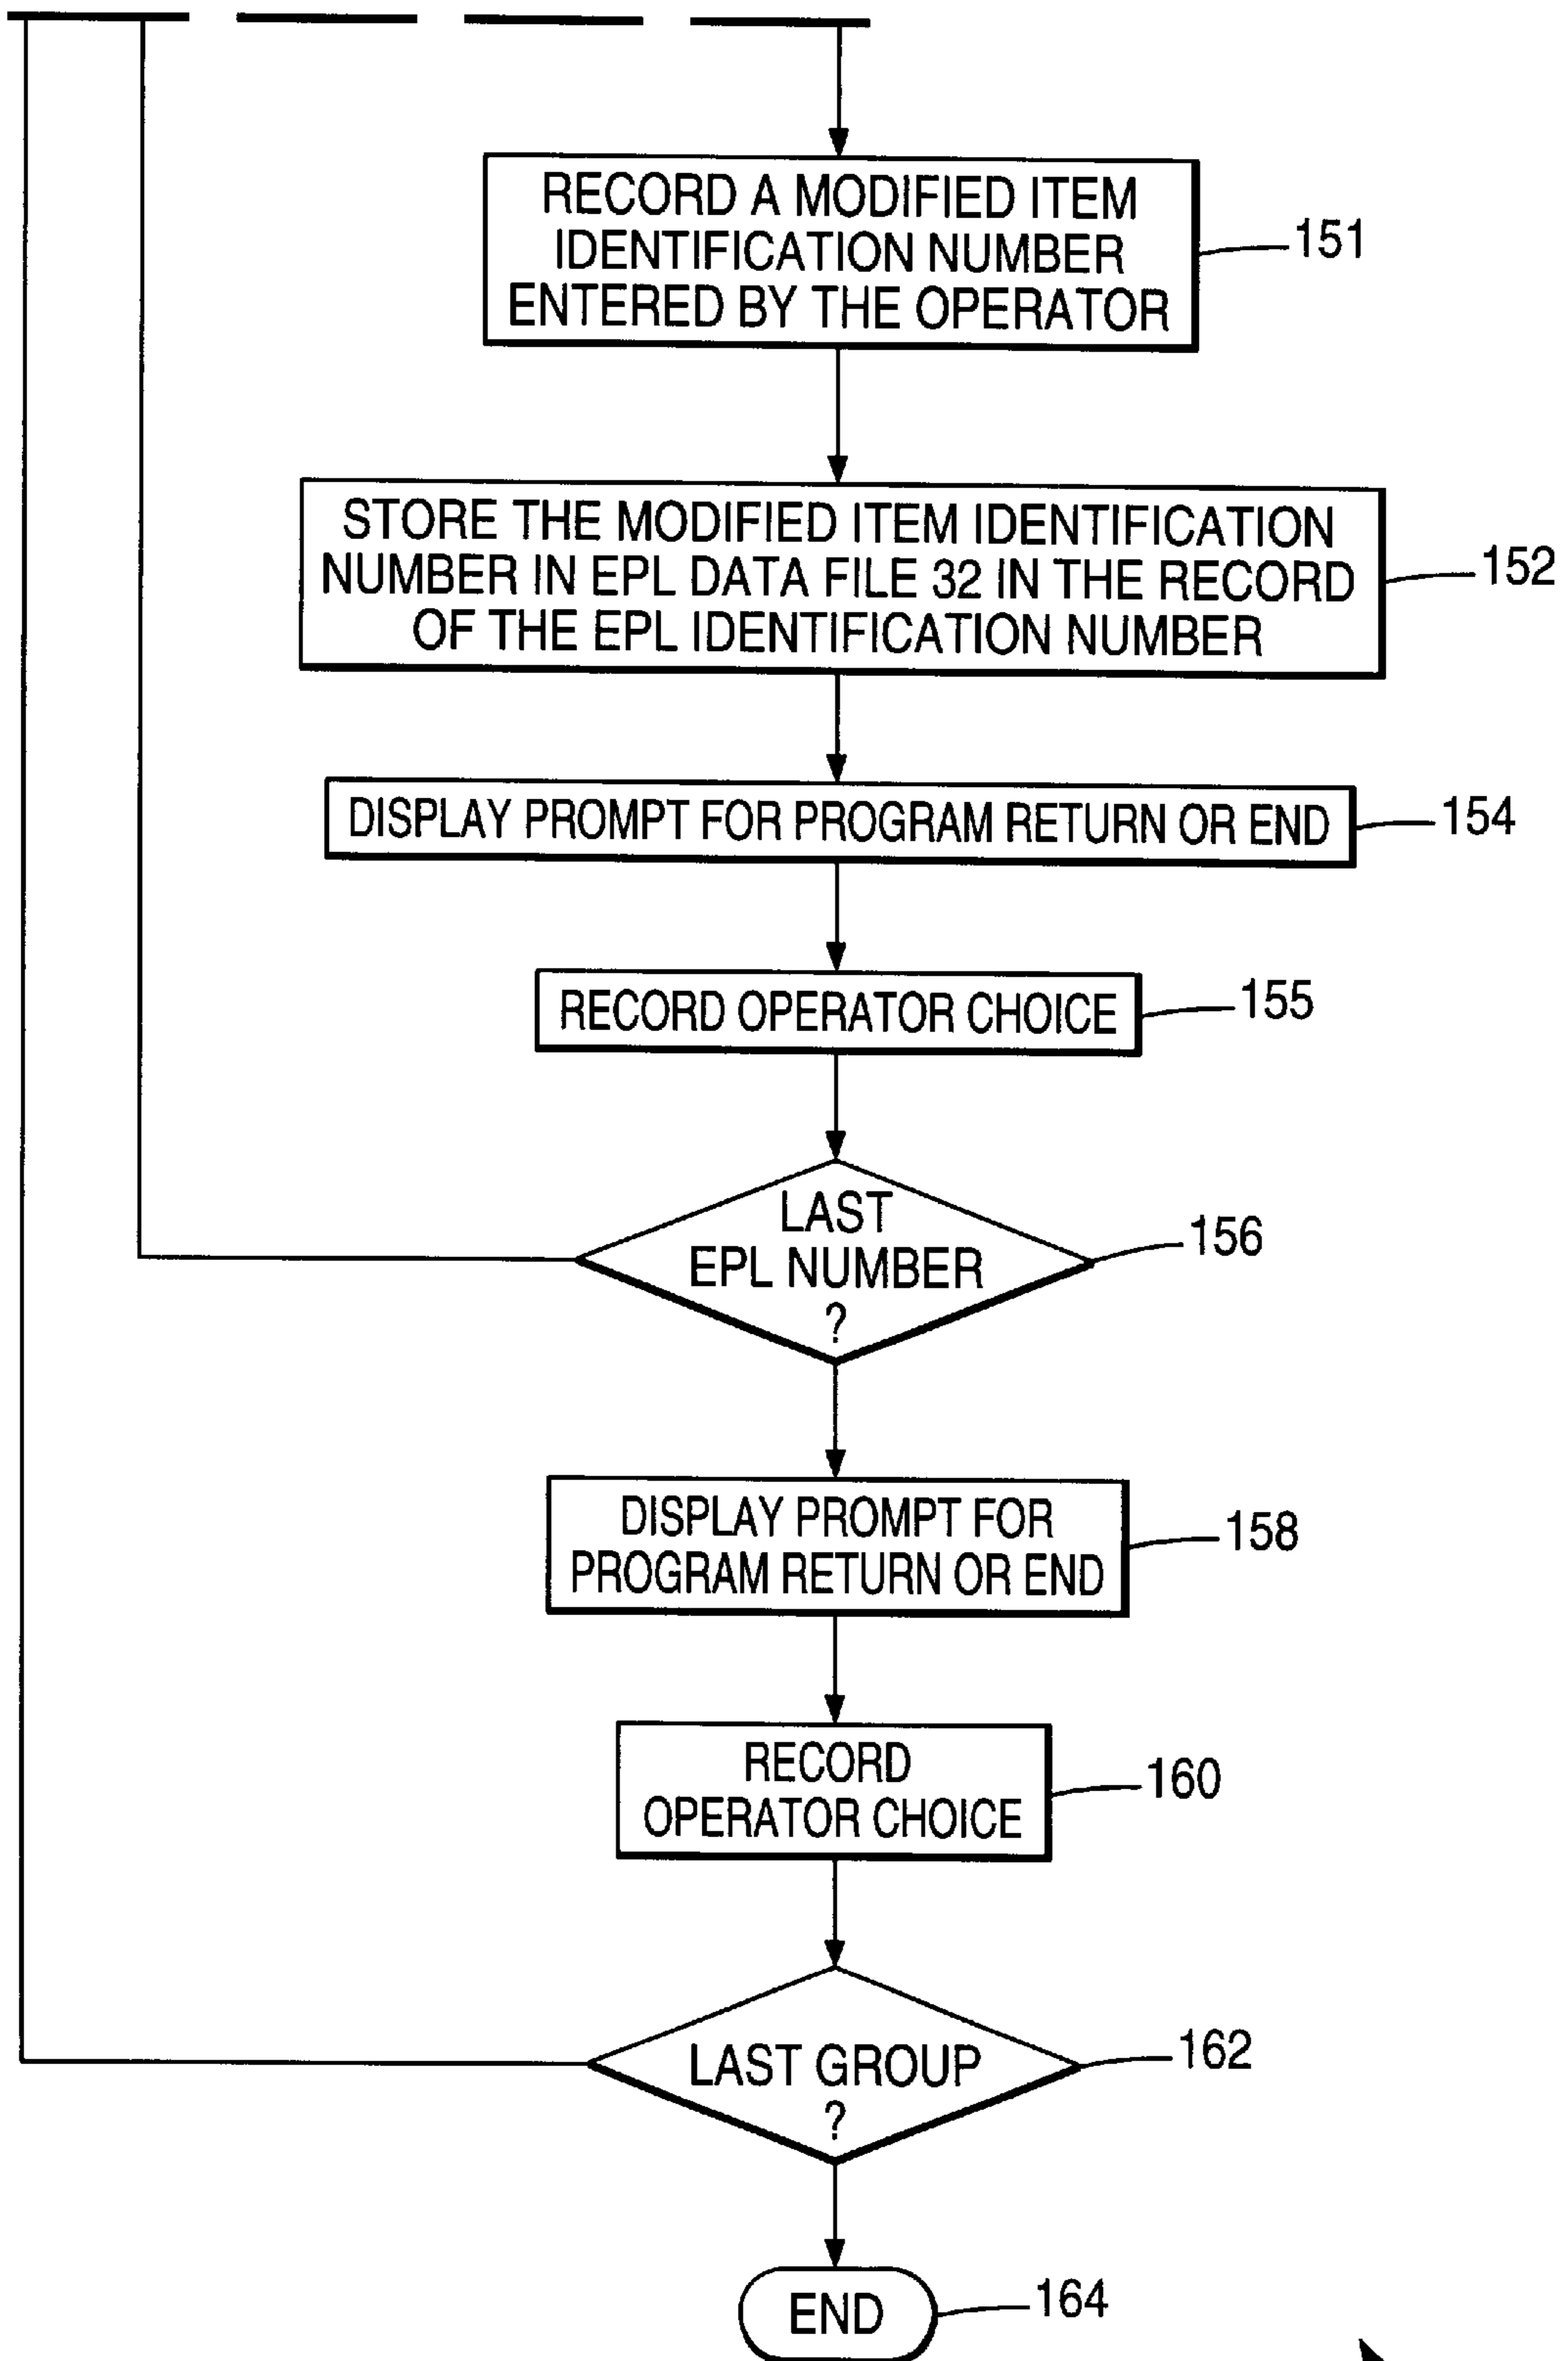 RECORD A MODIFIED ITEM
IDENTIFICATION NUMBER
ENTERED BY THE OPERATOR
151
STORE THE MODIFIED ITEM IDENTIFICATION
NUMBER IN EPL DATA FILE 32 IN THE RECORD
OF THE EPL IDENTIFICATION NUMBER
152
DISPLAY PROMPT FOR PROGRAM RETURN OR END
154
RECORD OPERATOR CHOICE
155
LAST
EPL NUMBER
?
156
DISPLAY PROMPT FOR
PROGRAM RETURN OR END
158
RECORD
OPERATOR CHOICE
160
LAST GROUP
?
162
END
164